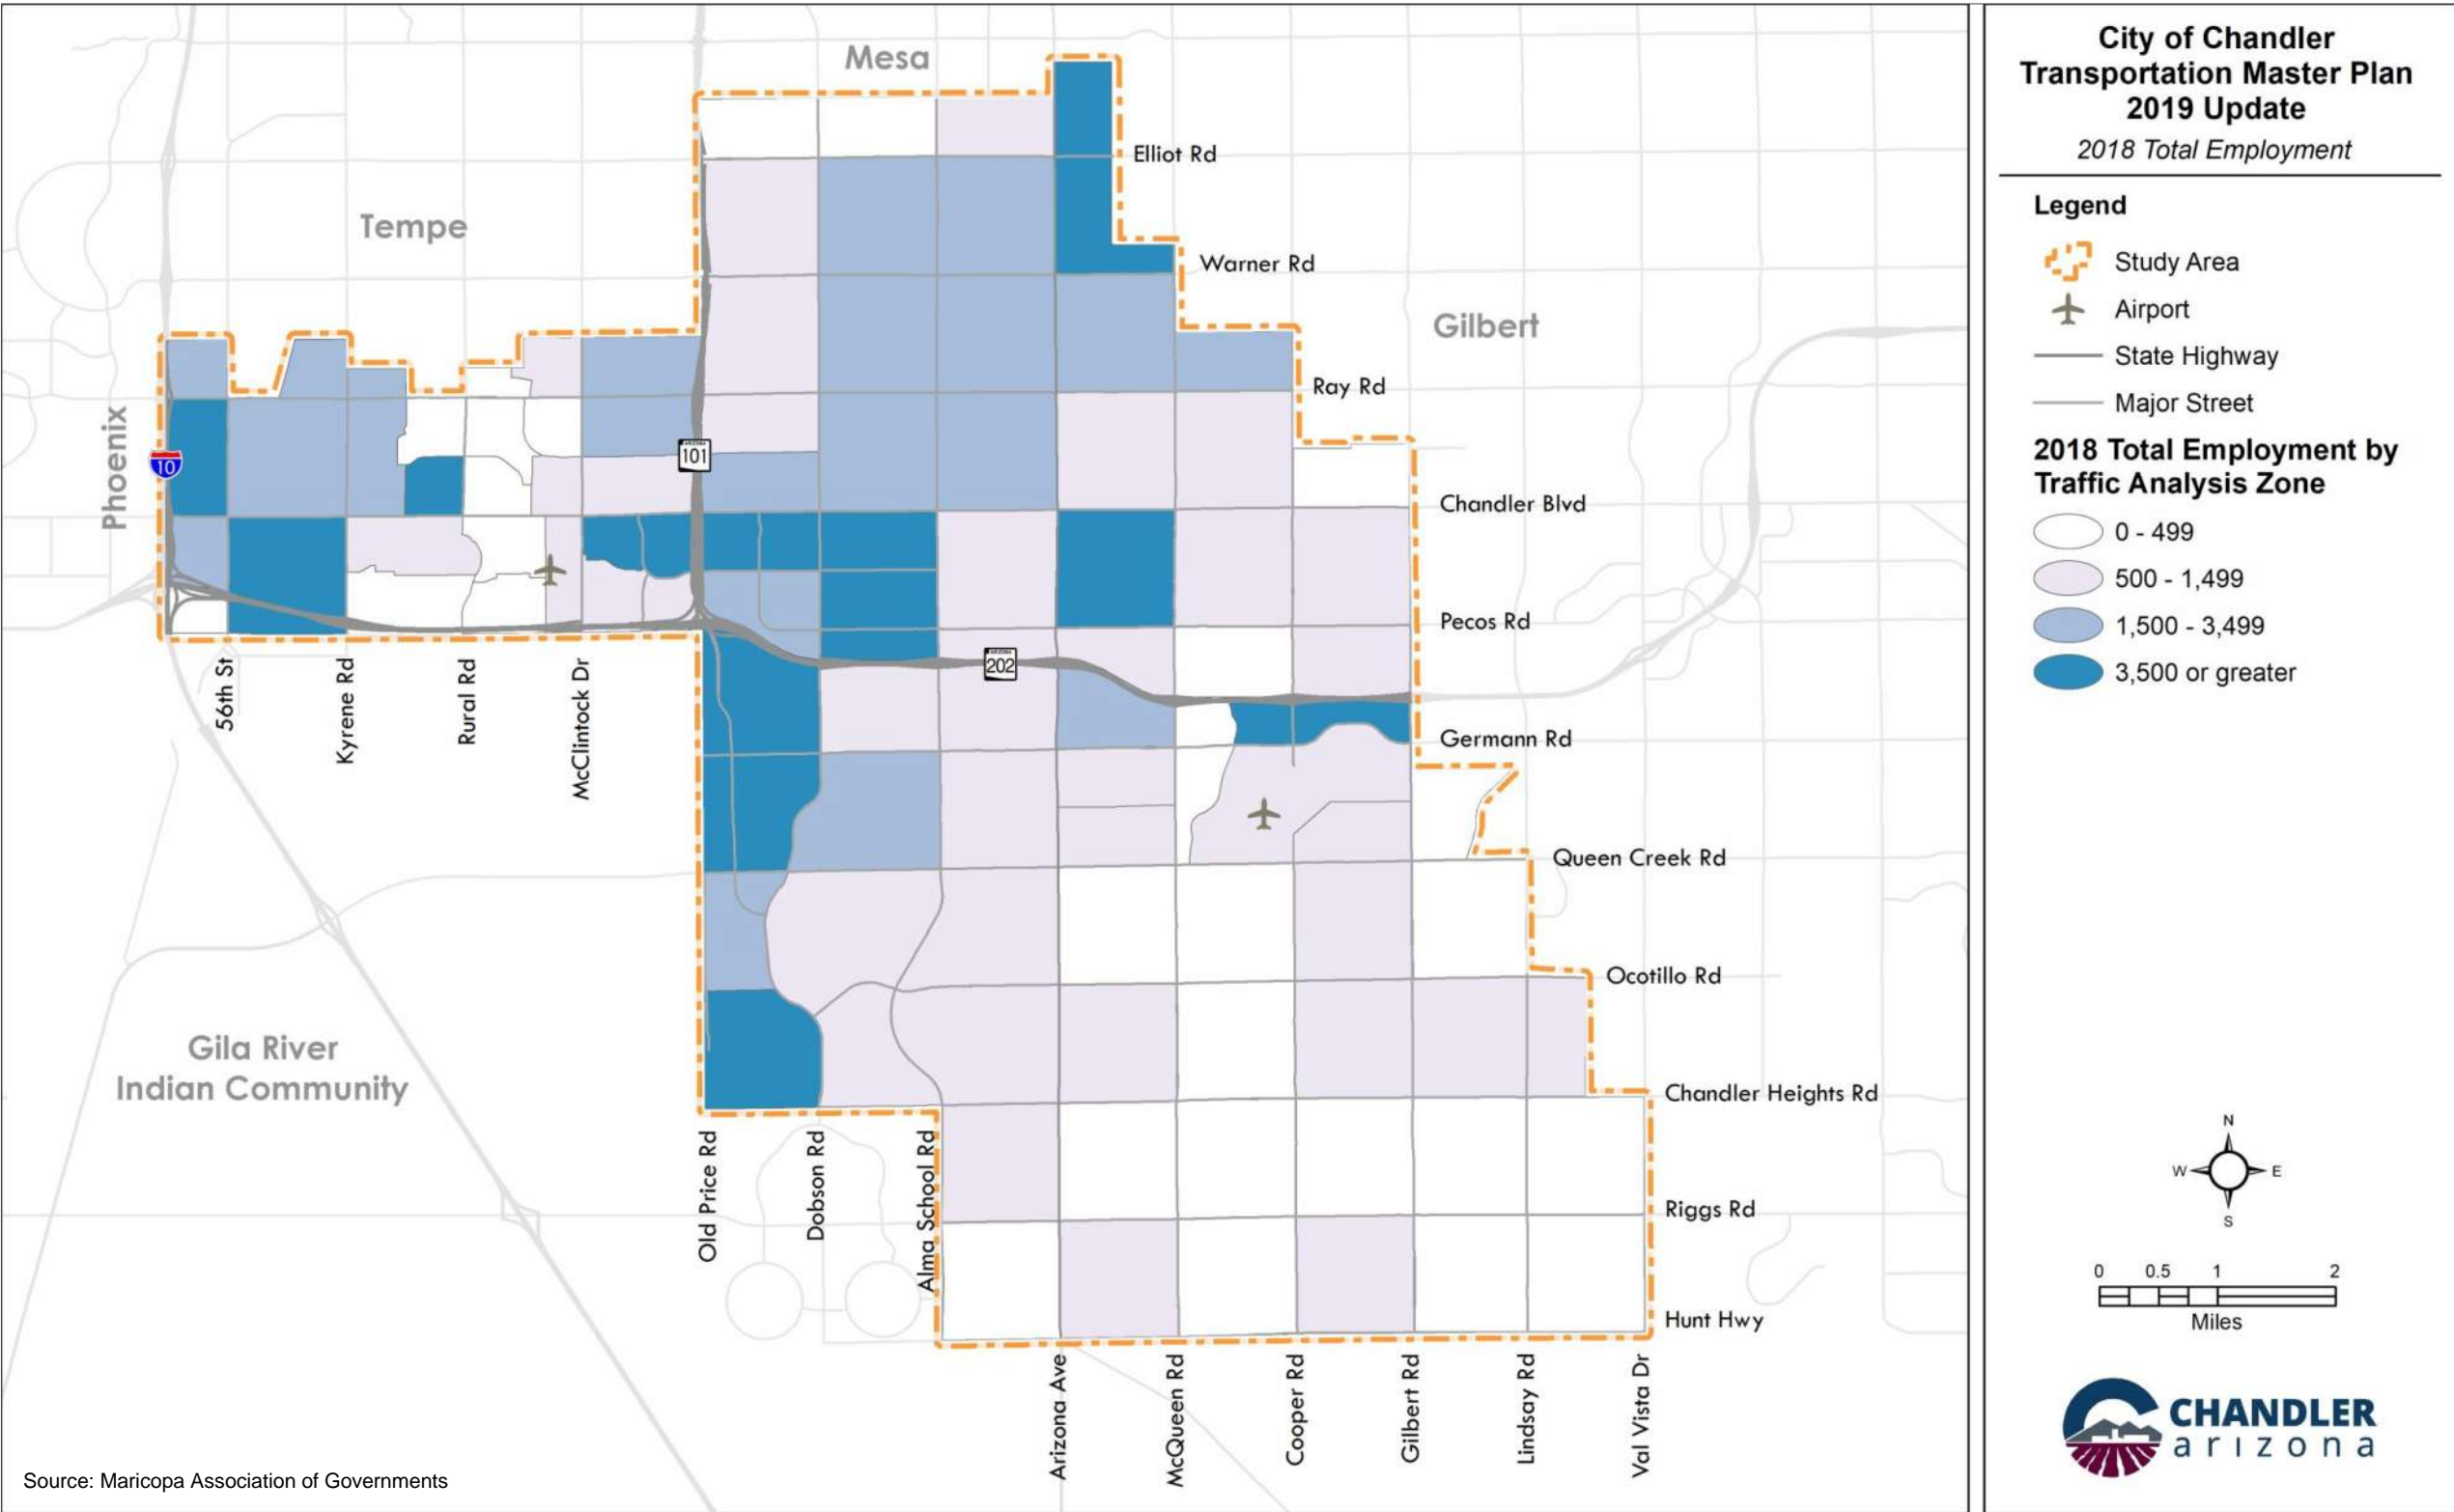 City of Chandler
Transportation Master Plan
2019 Update
2018 Total Employment
Legend
Study Area
Airport
State Highway
Major Street
2018 Total Employment by
Traffic Analysis Zone
0 - 499
500 - 1,499
1,500 - 3,499
3,500 or greater
Mesa
Tempe
Gilbert
Phoenix
Gila River
Indian Community
10
ARIZONA
101
ARIZONA
202
Elliot Rd
Warner Rd
Ray Rd
Chandler Blvd
Pecos Rd
Germann Rd
Queen Creek Rd
Ocotillo Rd
Chandler Heights Rd
Riggs Rd
Hunt Hwy
56th St
Kyrene Rd
Rural Rd
McClintock Dr
Old Price Rd
Dobson Rd
Alma School Rd
Arizona Ave
McQueen Rd
Cooper Rd
Gilbert Rd
Lindsay Rd
Val Vista Dr
N
W
E
S
0 0.5 1 2
Miles
CHANDLER
arizona
Source: Maricopa Association of Governments